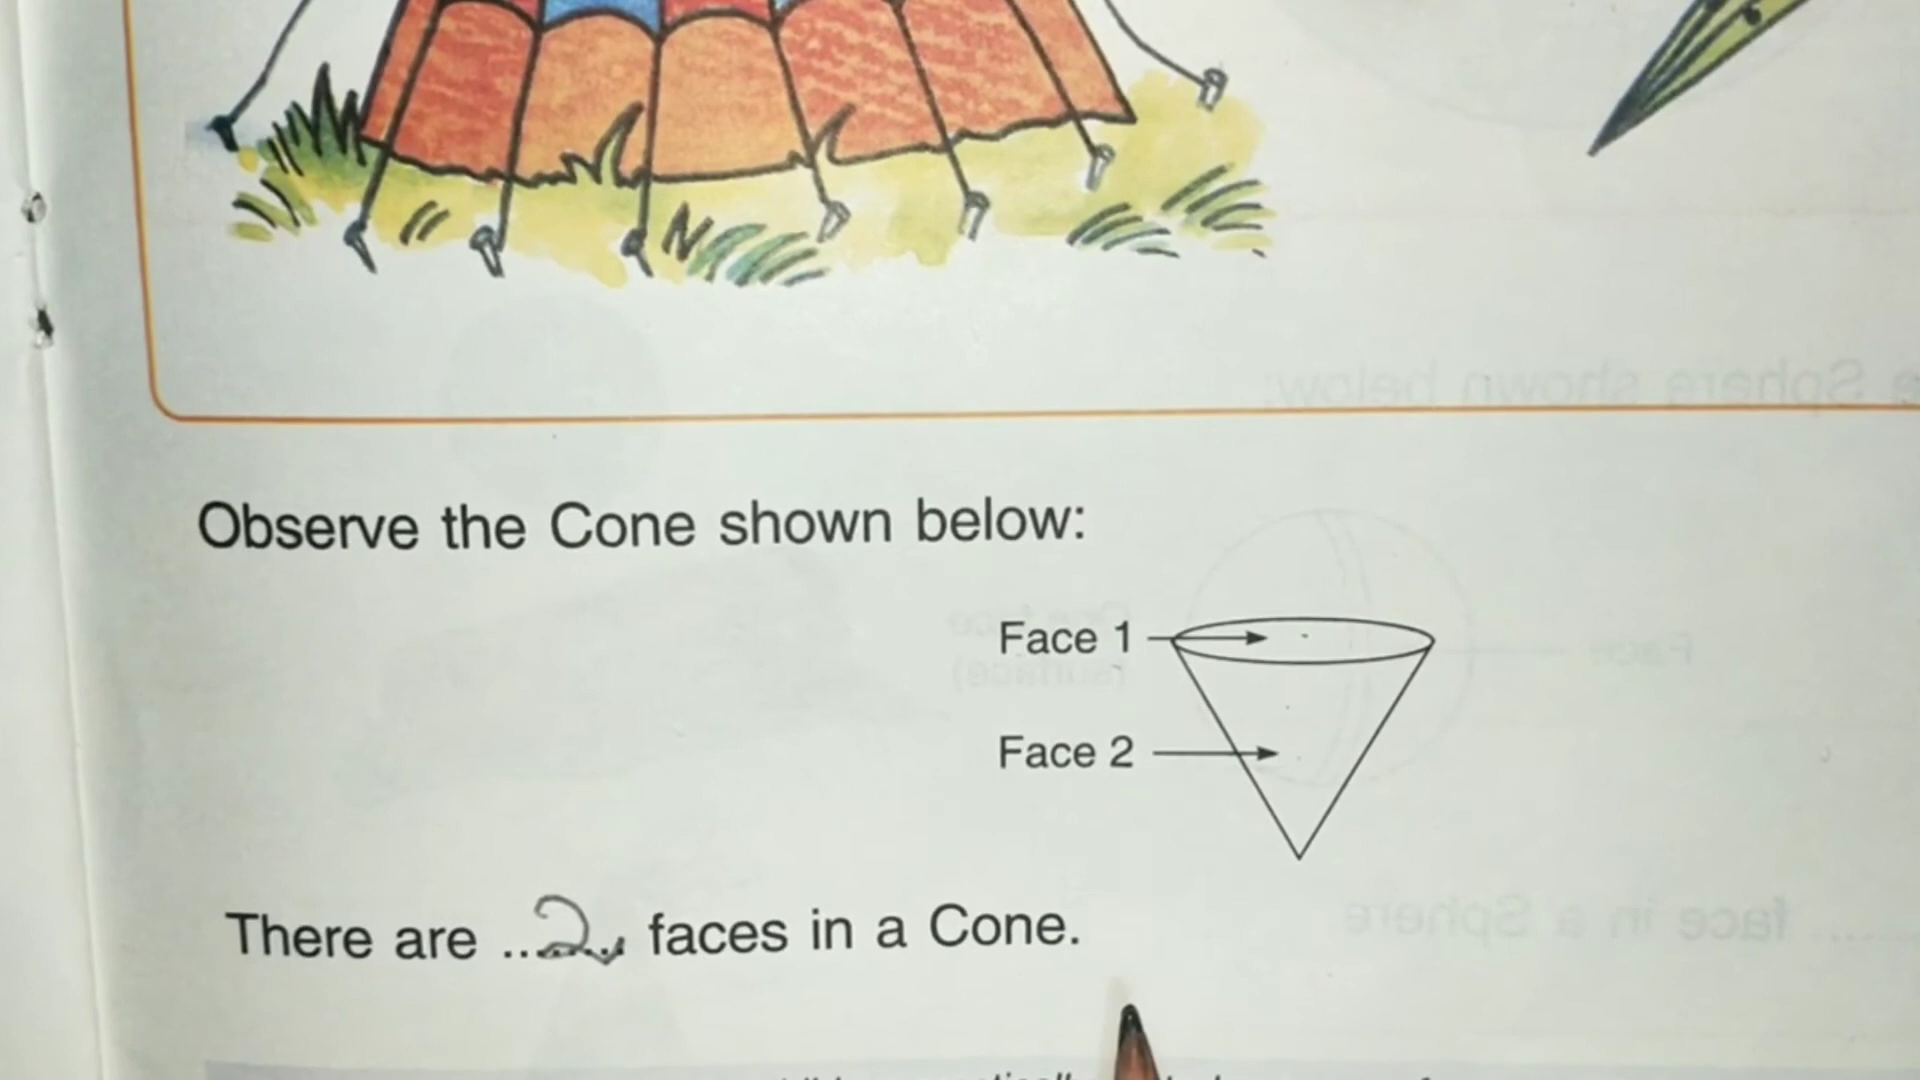 Observe the Cone shown below:
Face 1
Face 2
There are ...2.. faces in a Cone.